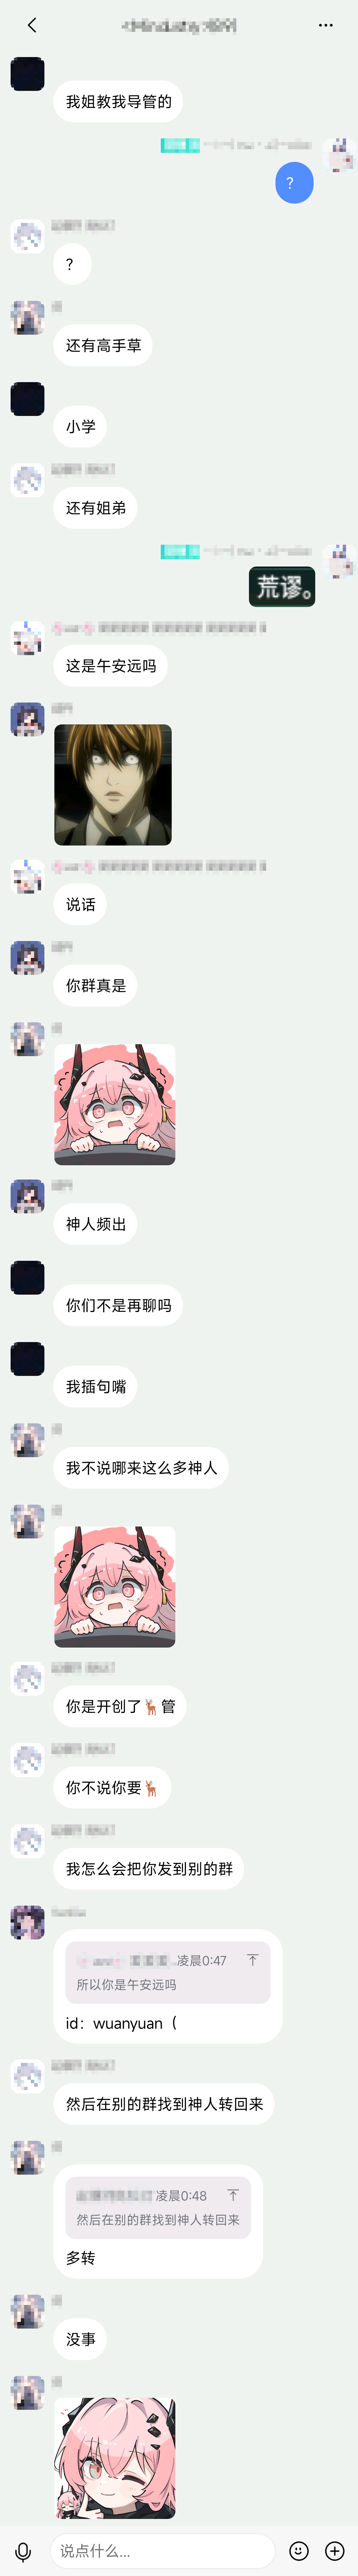 我姐教我导管的
？
？
还有高手草
小学
还有姐弟
荒谬。
这是午安远吗
说话
你群真是
神人频出
你们不是再聊吗
我插句嘴
我不说哪来这么多神人
你是开创了🦌管
你不说你要🦌
我怎么会把你发到别的群
凌晨0:47
所以你是午安远吗
id：wuanyuan（
然后在别的群找到神人转回来
凌晨0:48
然后在别的群找到神人转回来
多转
没事
说点什么...